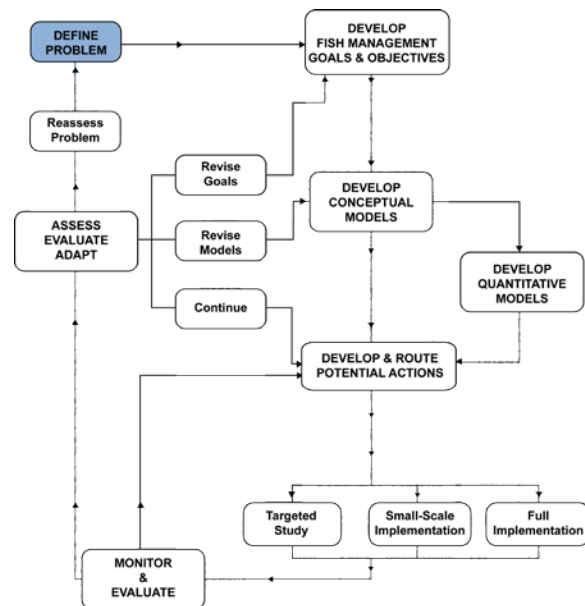 DEFINE
PROBLEM
DEVELOP
FISH MANAGEMENT
GOALS & OBJECTIVES
Reassess
Problem
Revise
Goals
DEVELOP
CONCEPTUAL
MODELS
ASSESS
EVALUATE
ADAPT
Revise
Models
DEVELOP
QUANTITATIVE
MODELS
Continue
DEVELOP & ROUTE
POTENTIAL ACTIONS
Targeted
Study
Small-Scale
Implementation
Full
Implementation
MONITOR
&
EVALUATE